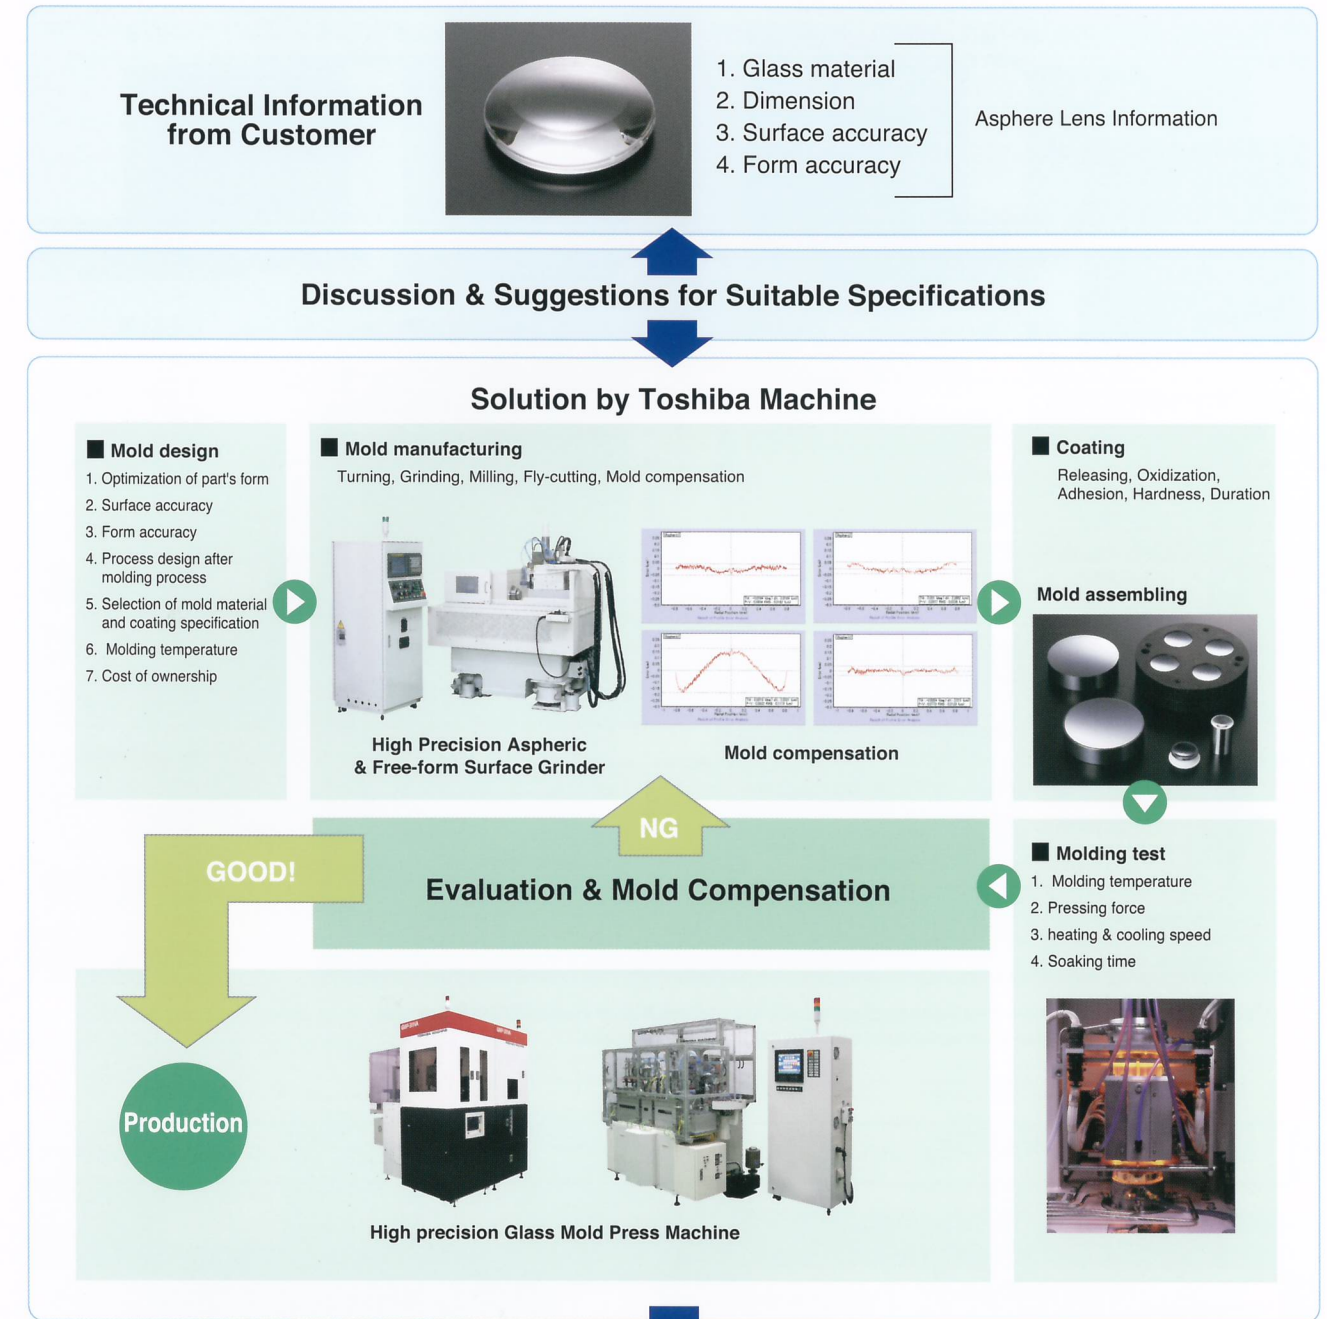 Technical Information
from Customer
1. Glass material
2. Dimension
3. Surface accuracy
4. Form accuracy
Asphere Lens Information
Discussion & Suggestions for Suitable Specifications
Solution by Toshiba Machine
Mold design
1. Optimization of part's form
2. Surface accuracy
3. Form accuracy
4. Process design after
molding process
5. Selection of mold material
and coating specification
6. Molding temperature
7. Cost of ownership
Mold manufacturing
Turning, Grinding, Milling, Fly-cutting, Mold compensation
High Precision Aspheric
& Free-form Surface Grinder
Mold compensation
Coating
Releasing, Oxidization,
Adhesion, Hardness, Duration
Mold assembling
Molding test
1. Molding temperature
2. Pressing force
3. heating & cooling speed
4. Soaking time
NG
Evaluation & Mold Compensation
GOOD!
Production
High precision Glass Mold Press Machine